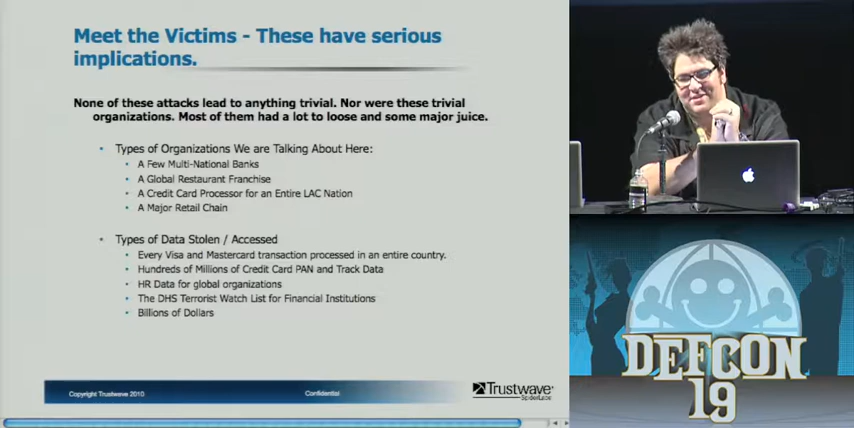 Meet the Victims - These have serious
implications.
None of these attacks lead to anything trivial. Nor were these trivial
organizations. Most of them had a lot to loose and some major juice.
• Types of Organizations We are Talking About Here:
• A Few Multi-National Banks
• A Global Restaurant Franchise
• A Credit Card Processor for an Entire LAC Nation
• A Major Retail Chain
• Types of Data Stolen / Accessed
• Every Visa and Mastercard transaction processed in an entire country.
• Hundreds of Millions of Credit Card PAN and Track Data
• HR Data for global organizations
• The DHS Terrorist Watch List for Financial Institutions
• Billions of Dollars
Copyright Trustwave 2010
Confidential
Trustwave®
SpiderLabs
DEFCON
19